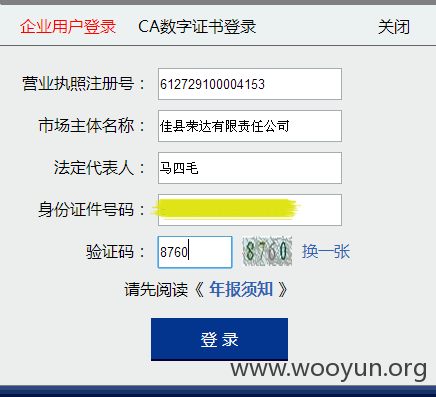 企业用户登录 CA数字证书登录 关闭
营业执照注册号： 612729100004153
市场主体名称： 佳县荣达有限责任公司
法定代表人： 马四毛
身份证件号码：
验证码： 8760 8760 换一张
请先阅读《 年报须知 》
登 录
www.wooyun.org